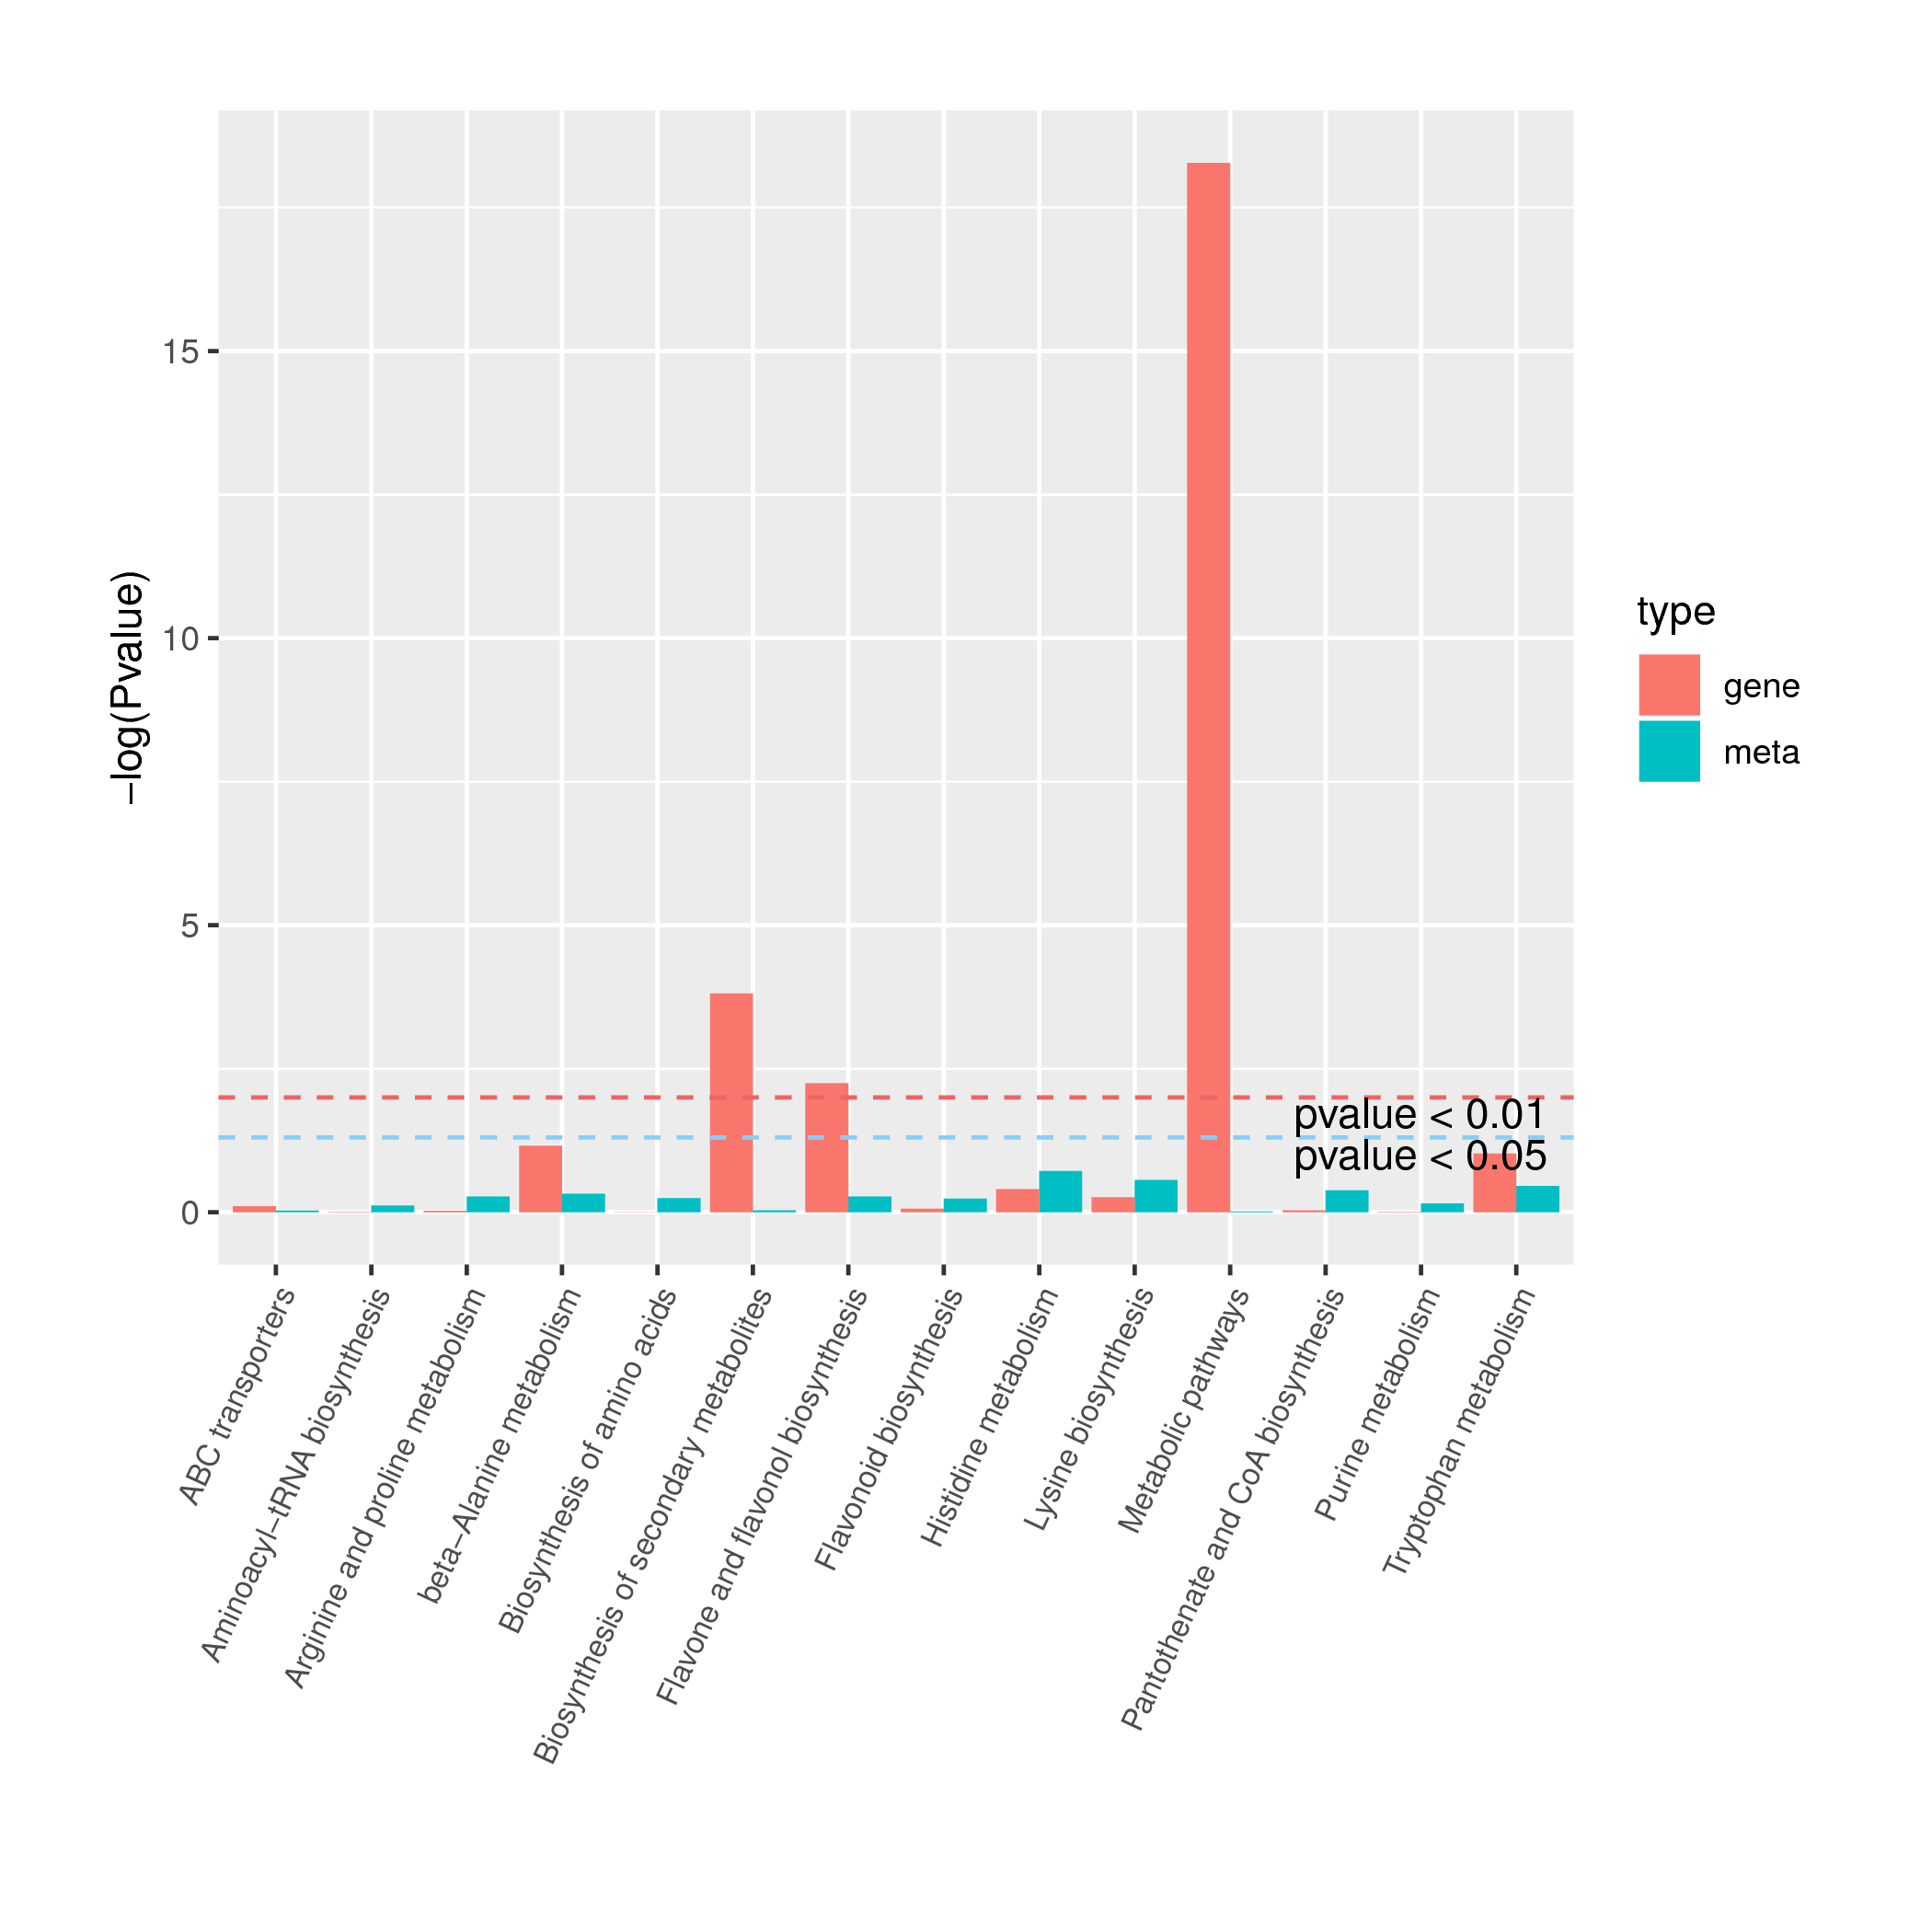 −log(Pvalue)
15
10
5
0
pvalue < 0.01
pvalue < 0.05
ABC transporters
Aminoacyl−tRNA biosynthesis
Arginine and proline metabolism
beta−Alanine metabolism
Biosynthesis of amino acids
Biosynthesis of secondary metabolites
Flavone and flavonol biosynthesis
Flavonoid biosynthesis
Histidine metabolism
Lysine biosynthesis
Metabolic pathways
Pantothenate and CoA biosynthesis
Purine metabolism
Tryptophan metabolism
type
gene
meta